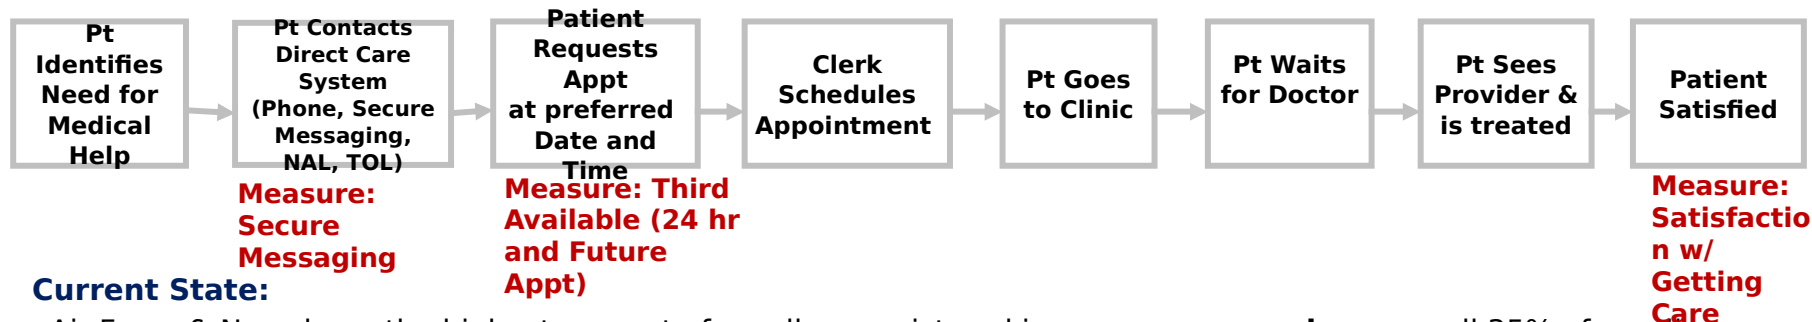 Pt
Identifies
Need for
Medical
Help
Pt Contacts
Direct Care
System
(Phone, Secure
Messaging,
NAL, TOL)
Patient
Requests
Appt
at preferred
Date and
Time
Clerk
Schedules
Appointment
Pt Goes
to Clinic
Pt Waits
for Doctor
Pt Sees
Provider &
is treated
Patient
Satisfied
Measure:
Secure
Messaging
Measure: Third
Available (24 hr
and Future
Appt)
Measure:
Satisfactio
n w/
Getting
Care
Current State: